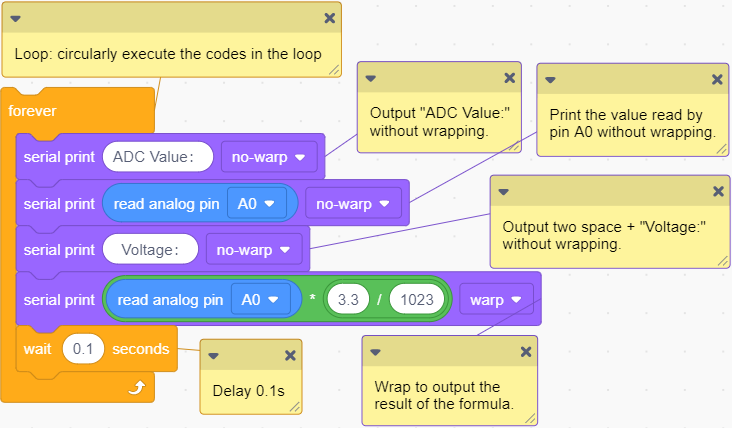 Loop: circularly execute the codes in the loop
forever
Output "ADC Value:"
without wrapping.
Print the value read by
pin A0 without wrapping.
serial print ADC Value: no-warp
serial print read analog pin A0 no-warp
Output two space + "Voltage:"
without wrapping.
serial print Voltage: no-warp
serial print read analog pin A0 * 3.3 / 1023 warp
wait 0.1 seconds
Delay 0.1s
Wrap to output the
result of the formula.